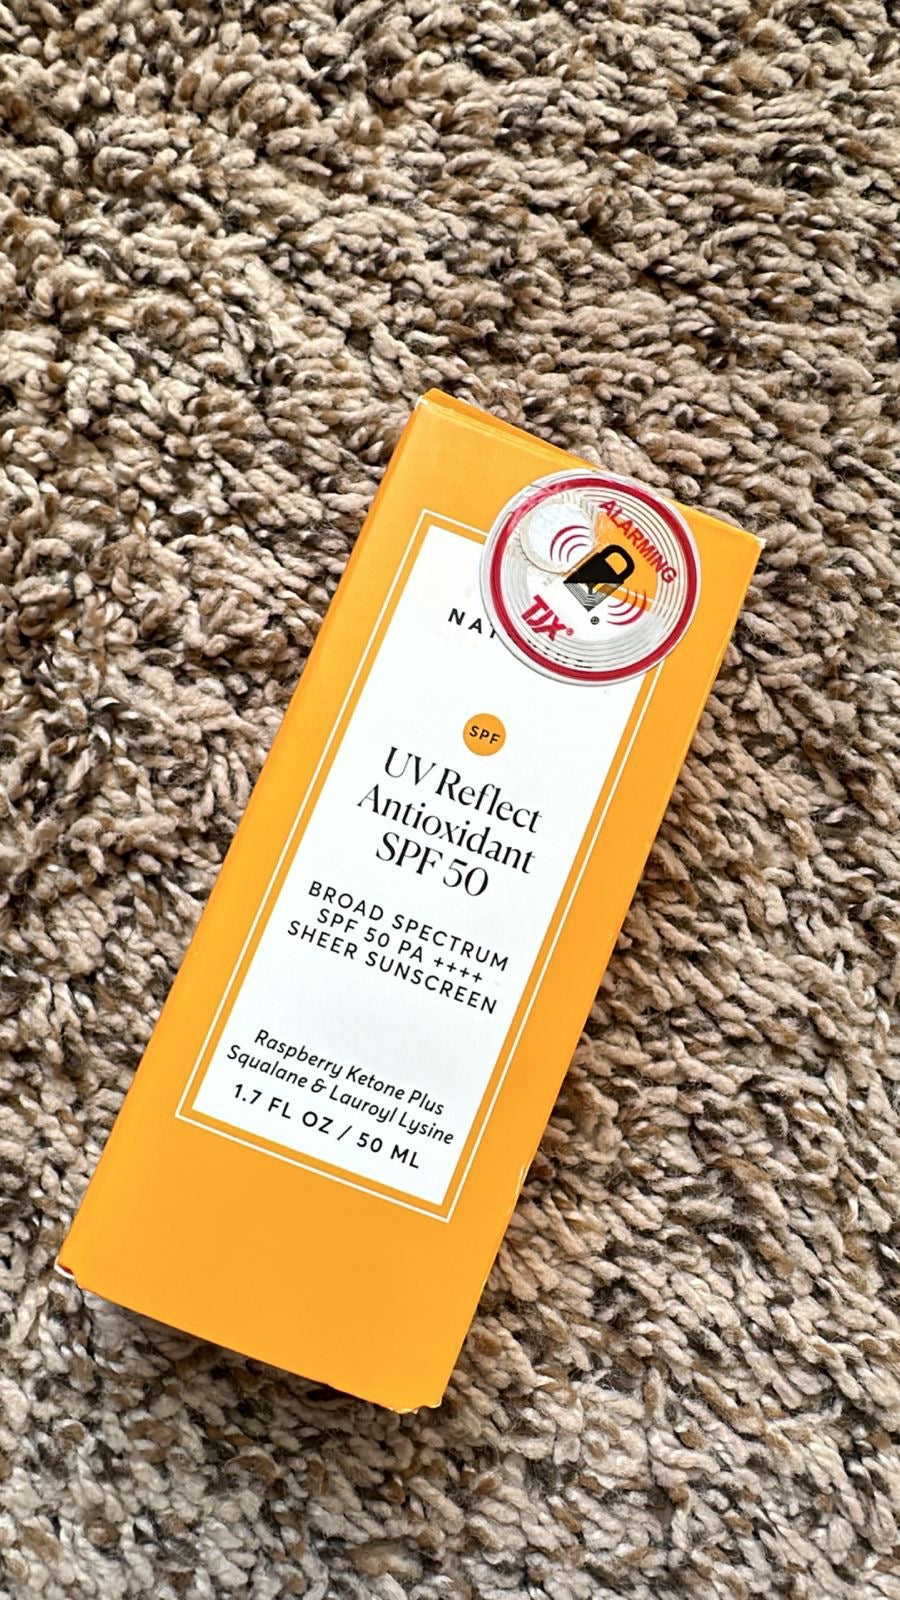 ALARMING
TJX®
SPF
UV Reflect
Antioxidant
SPF 50
BROAD SPECTRUM
SPF 50 PA ++++
SHEER SUNSCREEN
Raspberry Ketone Plus
Squalane & Lauroyl Lysine
1.7 FL OZ / 50 ML